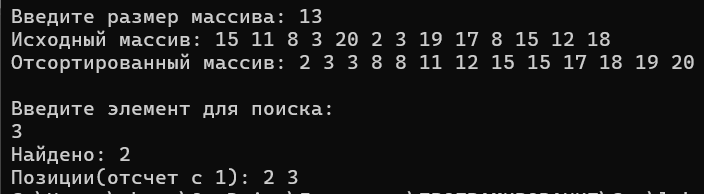 Введите размер массива: 13
Исходный массив: 15 11 8 3 20 2 3 19 17 8 15 12 18
Отсортированный массив: 2 3 3 8 8 11 12 15 15 17 18 19 20
Введите элемент для поиска:
3
Найдено: 2
Позиции(отсчет с 1): 2 3